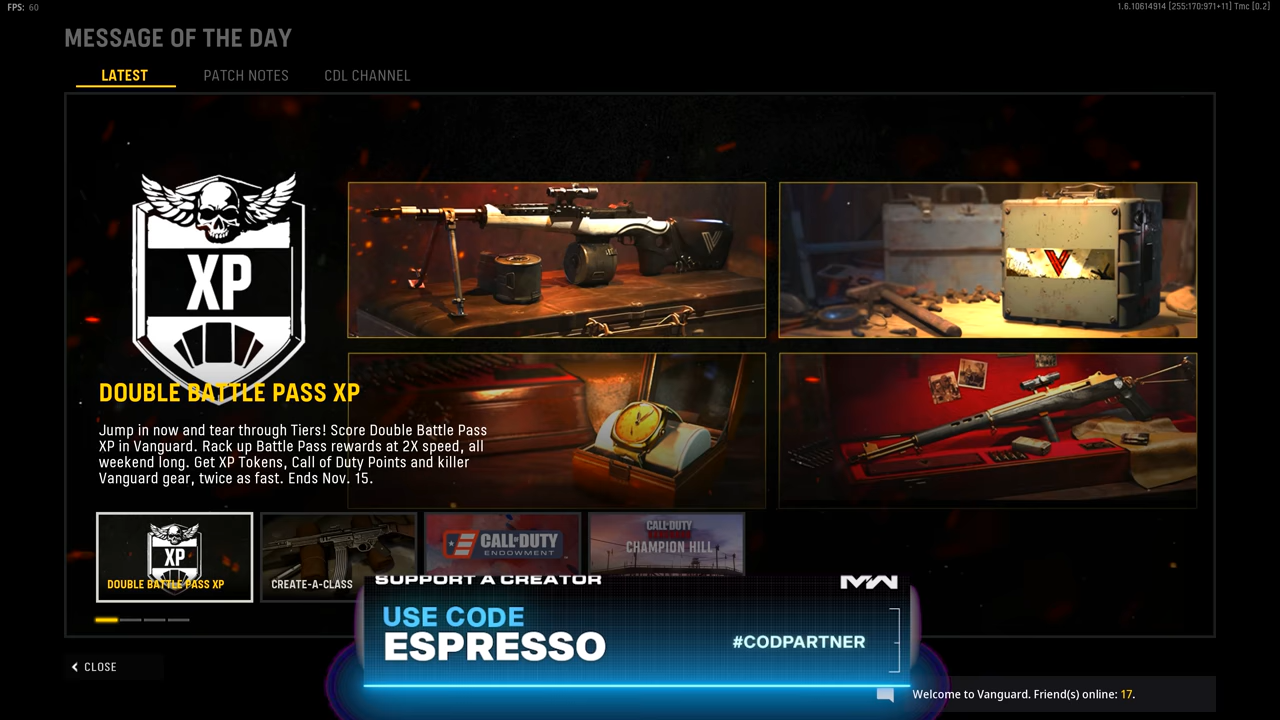 FPS: 60
1.6.10614914 [255:170:971+11] Tmc [0.2]
MESSAGE OF THE DAY
LATEST
PATCH NOTES
CDL CHANNEL
XP
DOUBLE BATTLE PASS XP
Jump in now and tear through Tiers! Score Double Battle Pass
XP in Vanguard. Rack up Battle Pass rewards at 2X speed, all
weekend long. Get XP Tokens, Call of Duty Points and killer
Vanguard gear, twice as fast. Ends Nov. 15.
XP
DOUBLE BATTLE PASS XP
CREATE-A-CLASS
CALL OF DUTY
ENDOWMENT
CALL OF DUTY
CHAMPION HILL
SUPPORT A CREATOR
MW
USE CODE
ESPRESSO
#CODPARTNER
CLOSE
Welcome to Vanguard. Friend(s) online: 17.